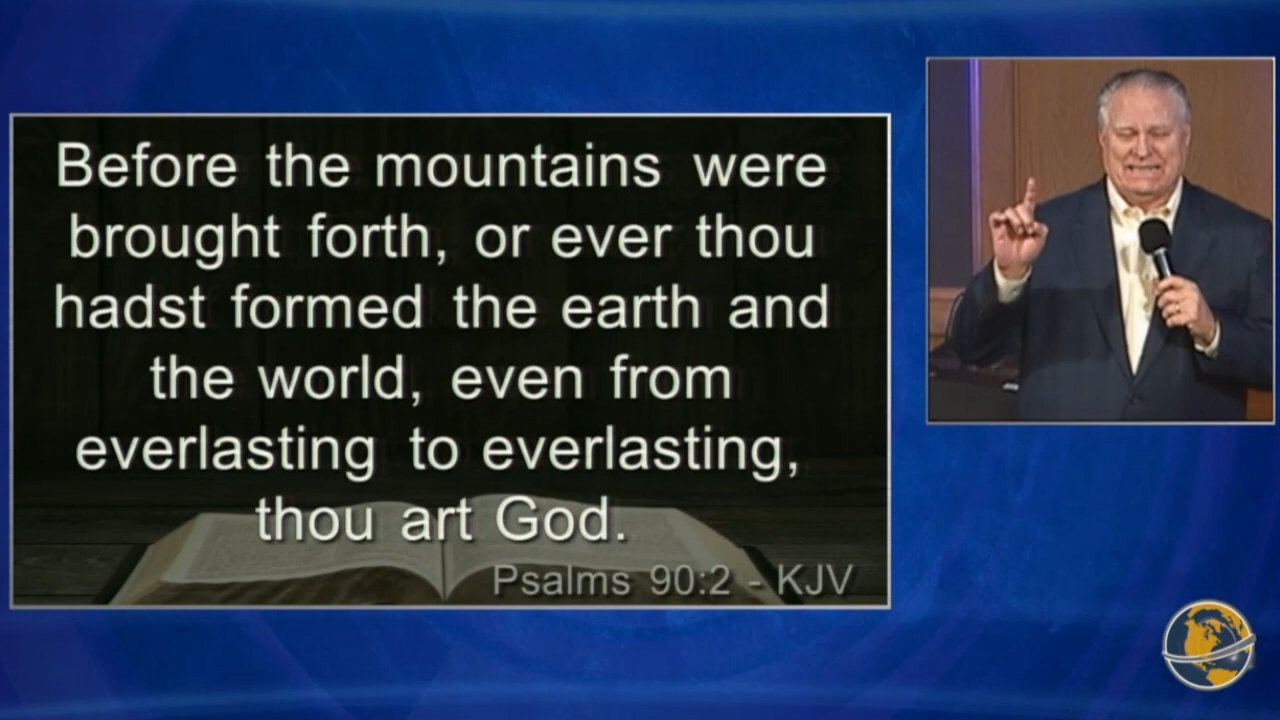 Before the mountains were
brought forth, or ever thou
hadst formed the earth and
the world, even from
everlasting to everlasting,
thou art God.
Psalms 90:2 - KJV